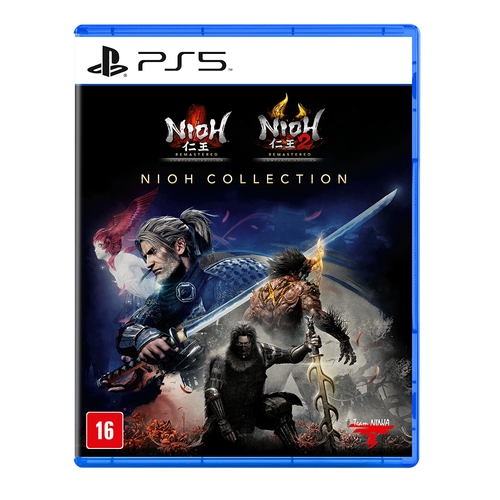 PS5
NIOH
仁王
REMASTERED
NIOH
仁王2
REMASTERED
NIOH COLLECTION
16
Team NINJA